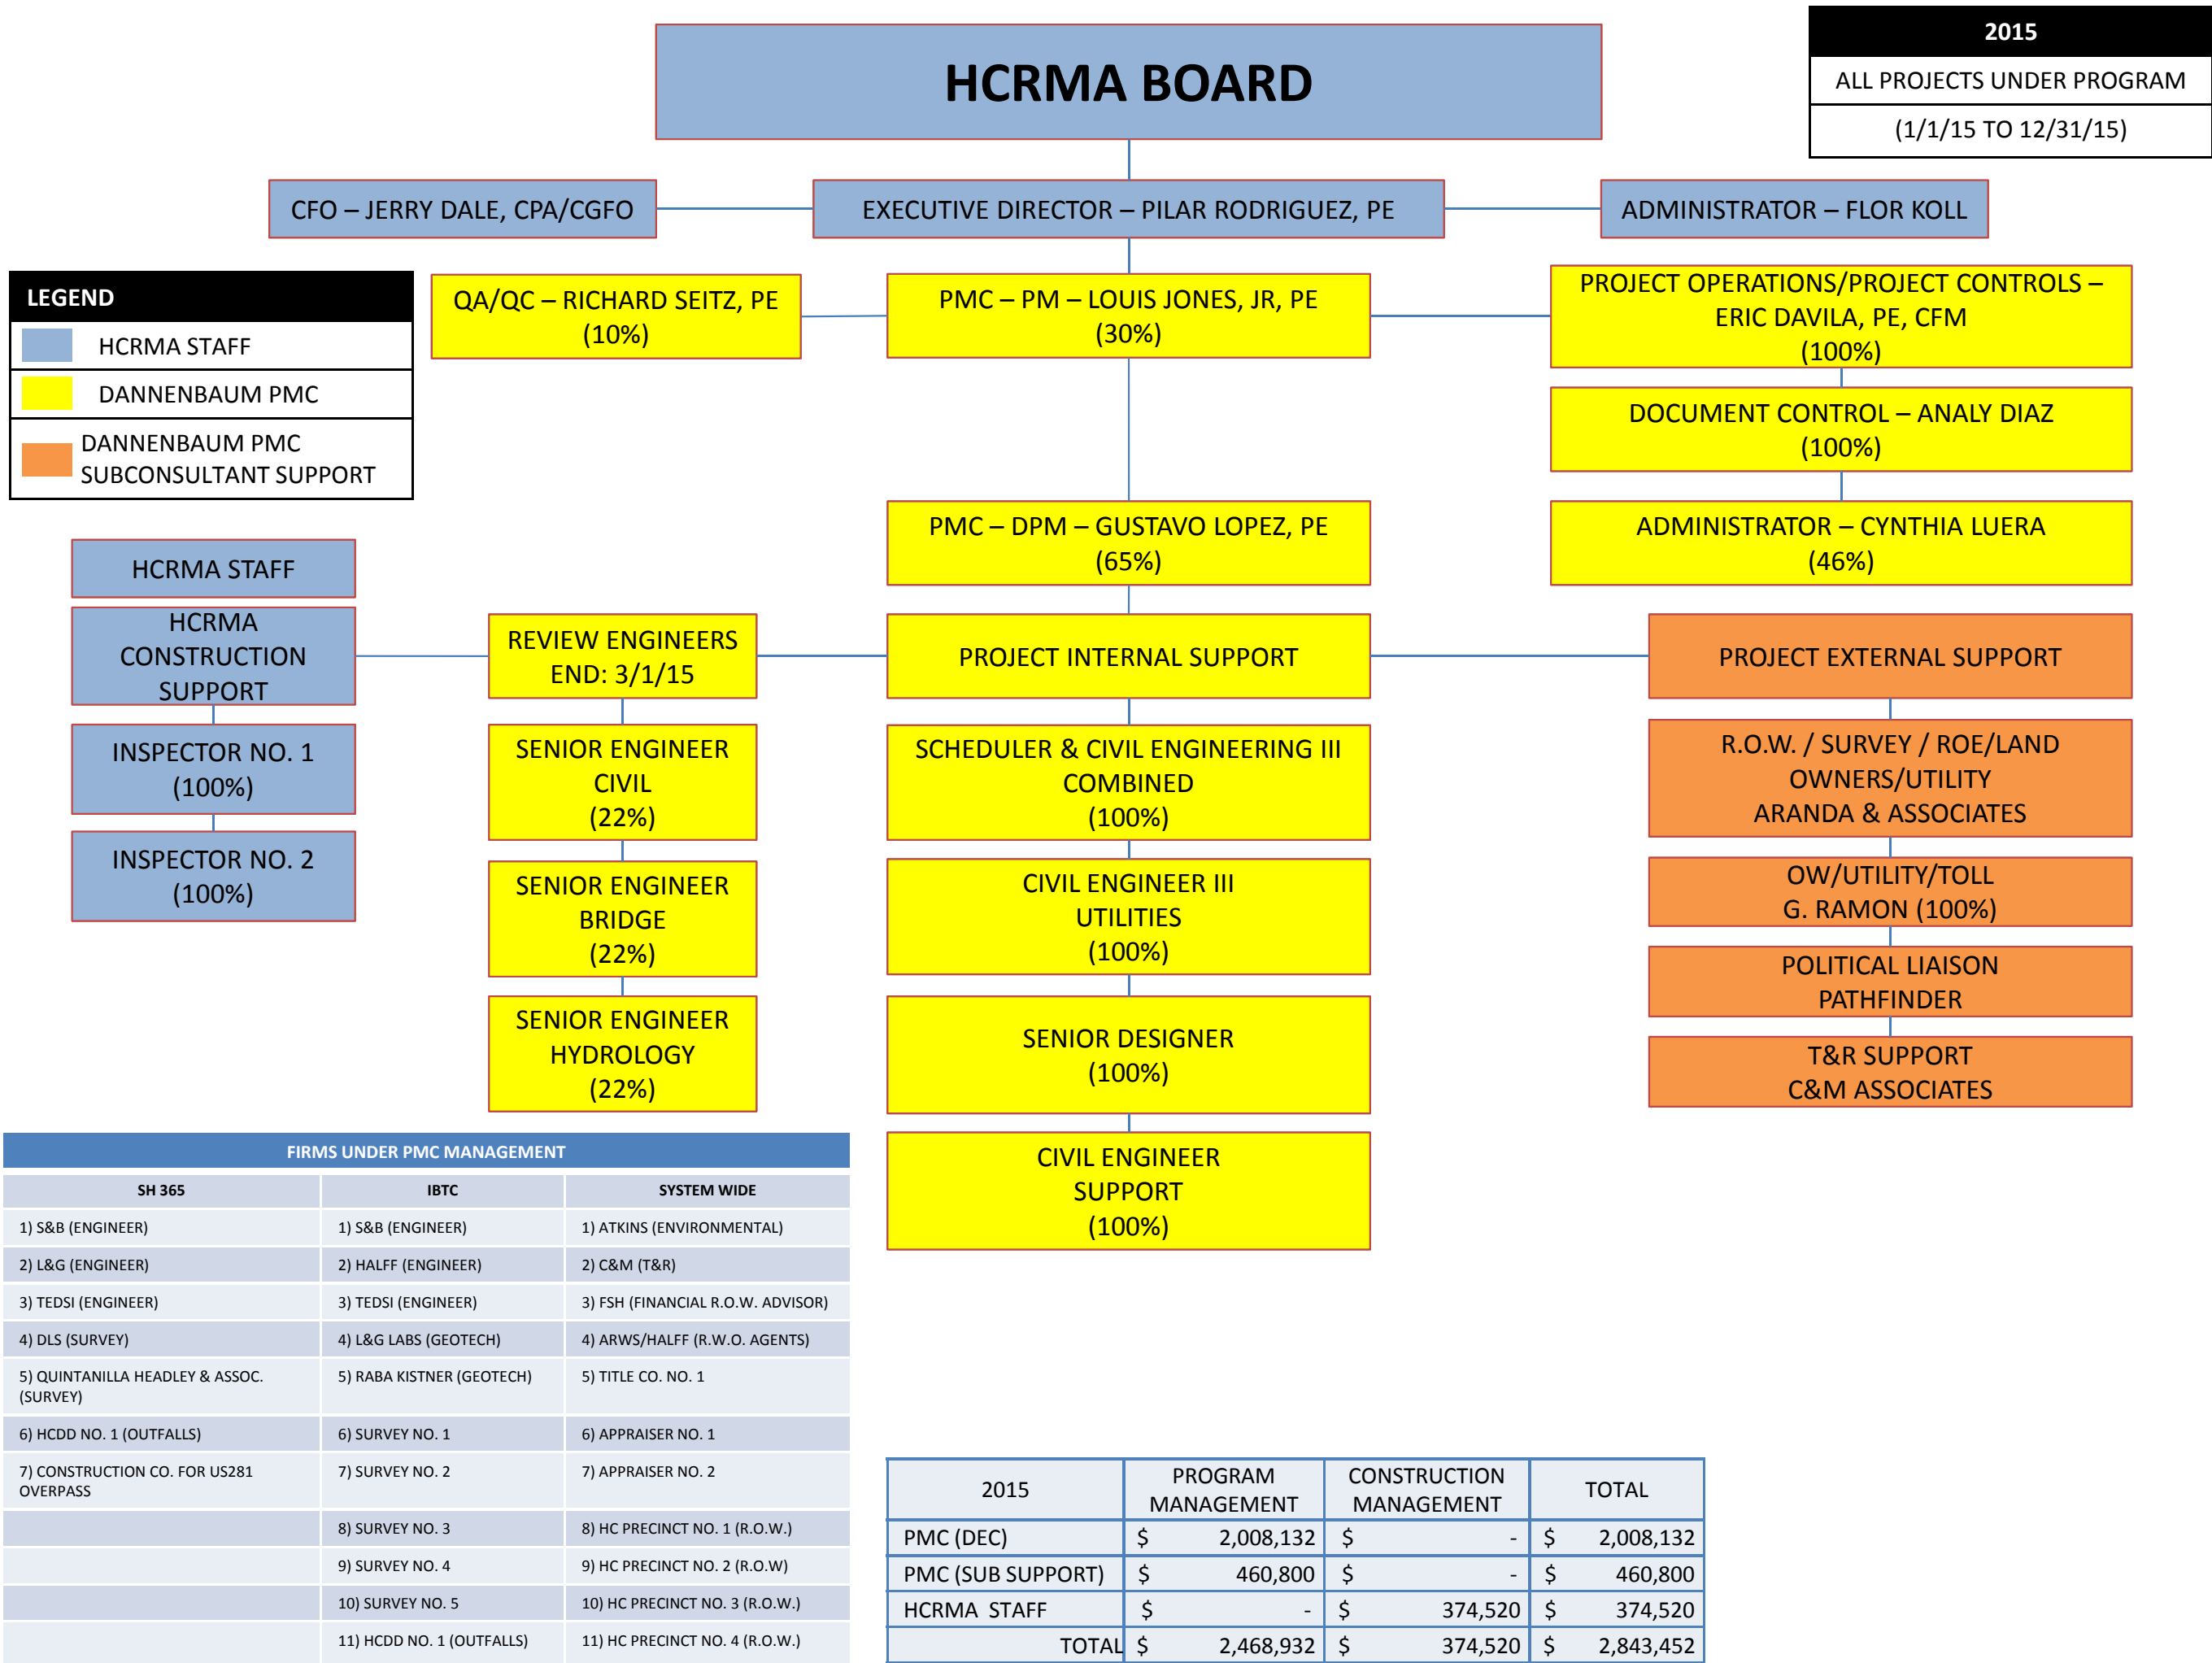 HCRMA BOARD
2015
ALL PROJECTS UNDER PROGRAM
(1/1/15 TO 12/31/15)
CFO – JERRY DALE, CPA/CGFO
EXECUTIVE DIRECTOR – PILAR RODRIGUEZ, PE
ADMINISTRATOR – FLOR KOLL
LEGEND
HCRMA STAFF
DANNENBAUM PMC
DANNENBAUM PMC
SUBCONSULTANT SUPPORT
QA/QC – RICHARD SEITZ, PE
(10%)
PMC – PM – LOUIS JONES, JR, PE
(30%)
PROJECT OPERATIONS/PROJECT CONTROLS –
ERIC DAVILA, PE, CFM
(100%)
DOCUMENT CONTROL – ANALY DIAZ
(100%)
ADMINISTRATOR – CYNTHIA LUERA
(46%)
PMC – DPM – GUSTAVO LOPEZ, PE
(65%)
HCRMA STAFF
HCRMA
CONSTRUCTION
SUPPORT
INSPECTOR NO. 1
(100%)
INSPECTOR NO. 2
(100%)
REVIEW ENGINEERS
END: 3/1/15
SENIOR ENGINEER
CIVIL
(22%)
SENIOR ENGINEER
BRIDGE
(22%)
SENIOR ENGINEER
HYDROLOGY
(22%)
PROJECT INTERNAL SUPPORT
SCHEDULER & CIVIL ENGINEERING III
COMBINED
(100%)
CIVIL ENGINEER III
UTILITIES
(100%)
SENIOR DESIGNER
(100%)
CIVIL ENGINEER
SUPPORT
(100%)
PROJECT EXTERNAL SUPPORT
R.O.W. / SURVEY / ROE/LAND
OWNERS/UTILITY
ARANDA & ASSOCIATES
OW/UTILITY/TOLL
G. RAMON (100%)
POLITICAL LIAISON
PATHFINDER
T&R SUPPORT
C&M ASSOCIATES
FIRMS UNDER PMC MANAGEMENT
SH 365 IBTC SYSTEM WIDE
1) S&B (ENGINEER) 1) S&B (ENGINEER) 1) ATKINS (ENVIRONMENTAL)
2) L&G (ENGINEER) 2) HALFF (ENGINEER) 2) C&M (T&R)
3) TEDSI (ENGINEER) 3) TEDSI (ENGINEER) 3) FSH (FINANCIAL R.O.W. ADVISOR)
4) DLS (SURVEY) 4) L&G LABS (GEOTECH) 4) ARWS/HALFF (R.W.O. AGENTS)
5) QUINTANILLA HEADLEY & ASSOC. 5) RABA KISTNER (GEOTECH) 5) TITLE CO. NO. 1
(SURVEY)
6) HCDD NO. 1 (OUTFALLS) 6) SURVEY NO. 1 6) APPRAISER NO. 1
7) CONSTRUCTION CO. FOR US281 7) SURVEY NO. 2 7) APPRAISER NO. 2
OVERPASS
8) SURVEY NO. 3 8) HC PRECINCT NO. 1 (R.O.W.)
9) SURVEY NO. 4 9) HC PRECINCT NO. 2 (R.O.W)
10) SURVEY NO. 5 10) HC PRECINCT NO. 3 (R.O.W.)
11) HCDD NO. 1 (OUTFALLS) 11) HC PRECINCT NO. 4 (R.O.W.)
2015 PROGRAM MANAGEMENT CONSTRUCTION MANAGEMENT TOTAL
PMC (DEC) $ 2,008,132 $ - $ 2,008,132
PMC (SUB SUPPORT) $ 460,800 $ - $ 460,800
HCRMA STAFF $ - $ 374,520 $ 374,520
TOTAL $ 2,468,932 $ 374,520 $ 2,843,452